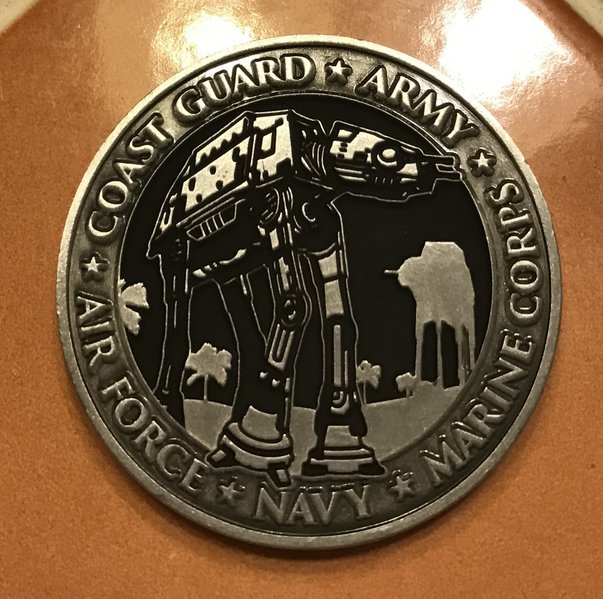 COAST GUARD ★ ARMY ★ MARINE CORPS ★ NAVY ★ AIR FORCE ★